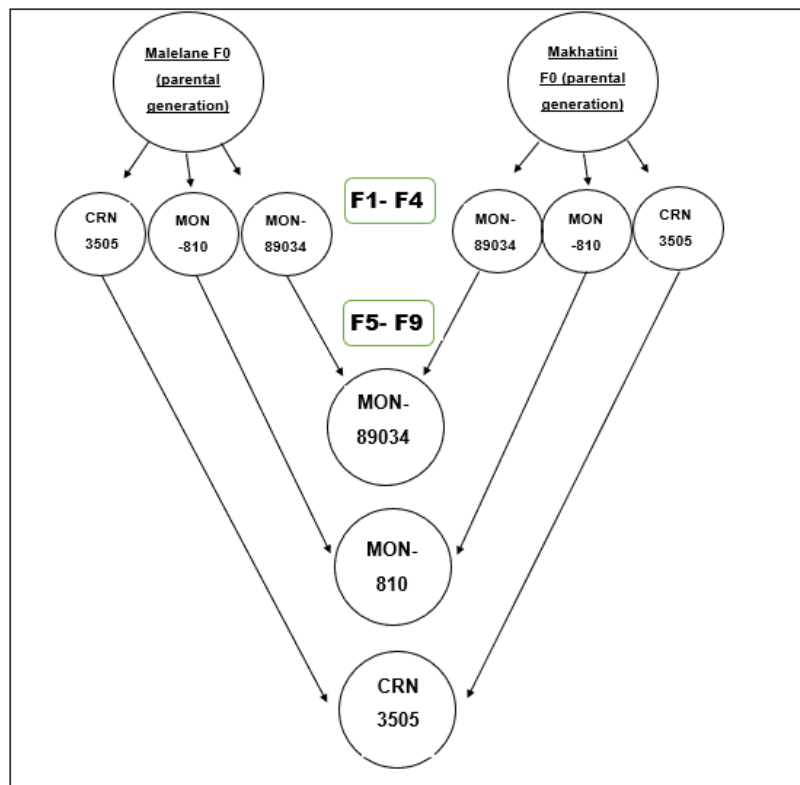 Malelane F0
(parental
generation)
Makhatini
F0 (parental
generation)
CRN
3505
MON
-810
MON-
89034
F1- F4
MON-
89034
MON
-810
CRN
3505
F5- F9
MON-
89034
MON-
810
CRN
3505